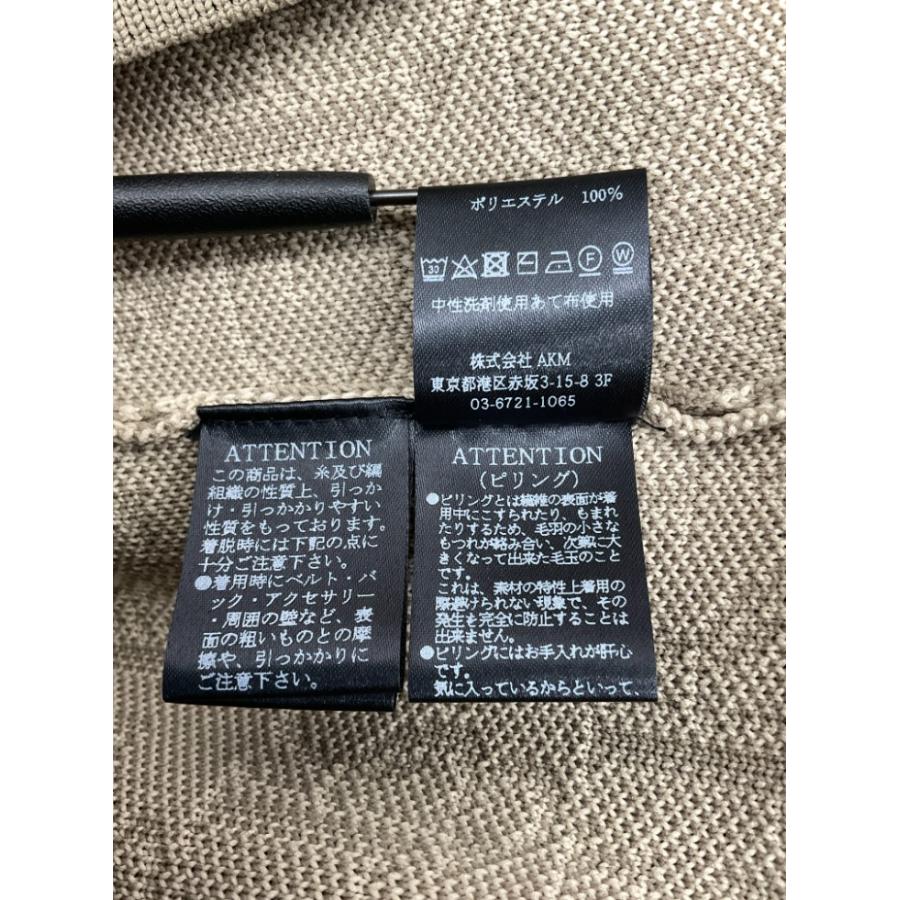 ポリエステル 100%
30 F W
中性洗剤使用あて布使用
株式会社 AKM
東京都港区赤坂3-15-8 3F
03-6721-1065
ATTENTION
この商品は、糸及び編
組織の性質上、引っか
け・引っかかりやすい
性質をもっております。
着脱時には下記の点に
十分ご注意下さい。
●着用時にベルト・バ
ック・アクセサリー
・周囲の壁など、表
面の粗いものとの摩
擦や、引っかかりに
ご注意下さい。
ATTENTION
(ピリング)
●ピリングとは繊維の表面が着
用中にこすられたり、もまれ
たりするため、毛羽の小さな
もつれが絡み合い、次第に大
きくなって出来た毛玉のこと
です。
これは、素材の特性上着用の
際避けられない現象で、その
発生を完全に防止することは
出来ません。
●ピリングにはお手入れが肝心
です。
気に入っているからといって、